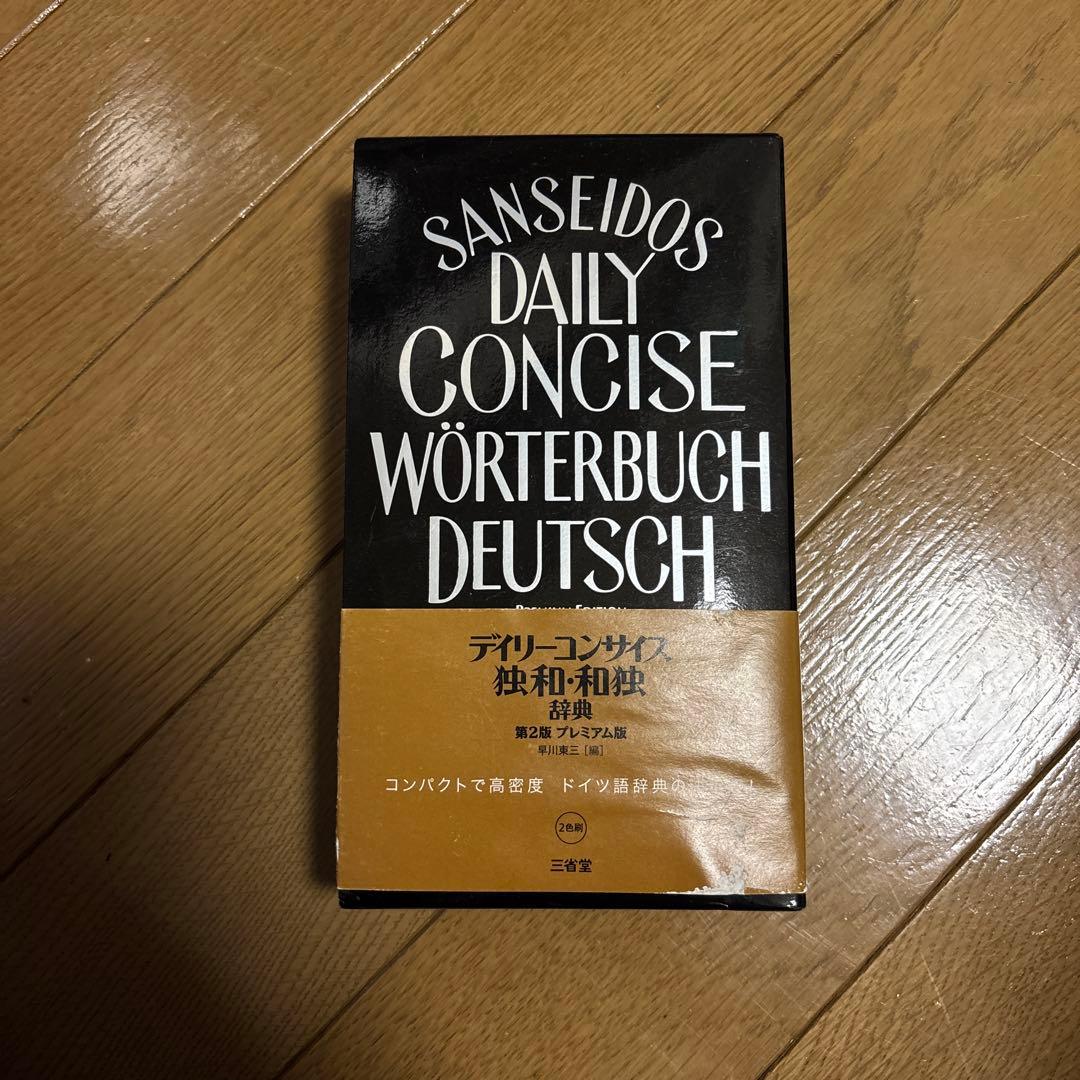 SANSEIDOS
DAILY
CONCISE
WÖRTERBUCH
DEUTSCH
デイリーコンサイス
独和・和独
辞典
第2版 プレミアム版
早川東三 [編]
コンパクトで高密度 ドイツ語辞典の
2色刷
三省堂